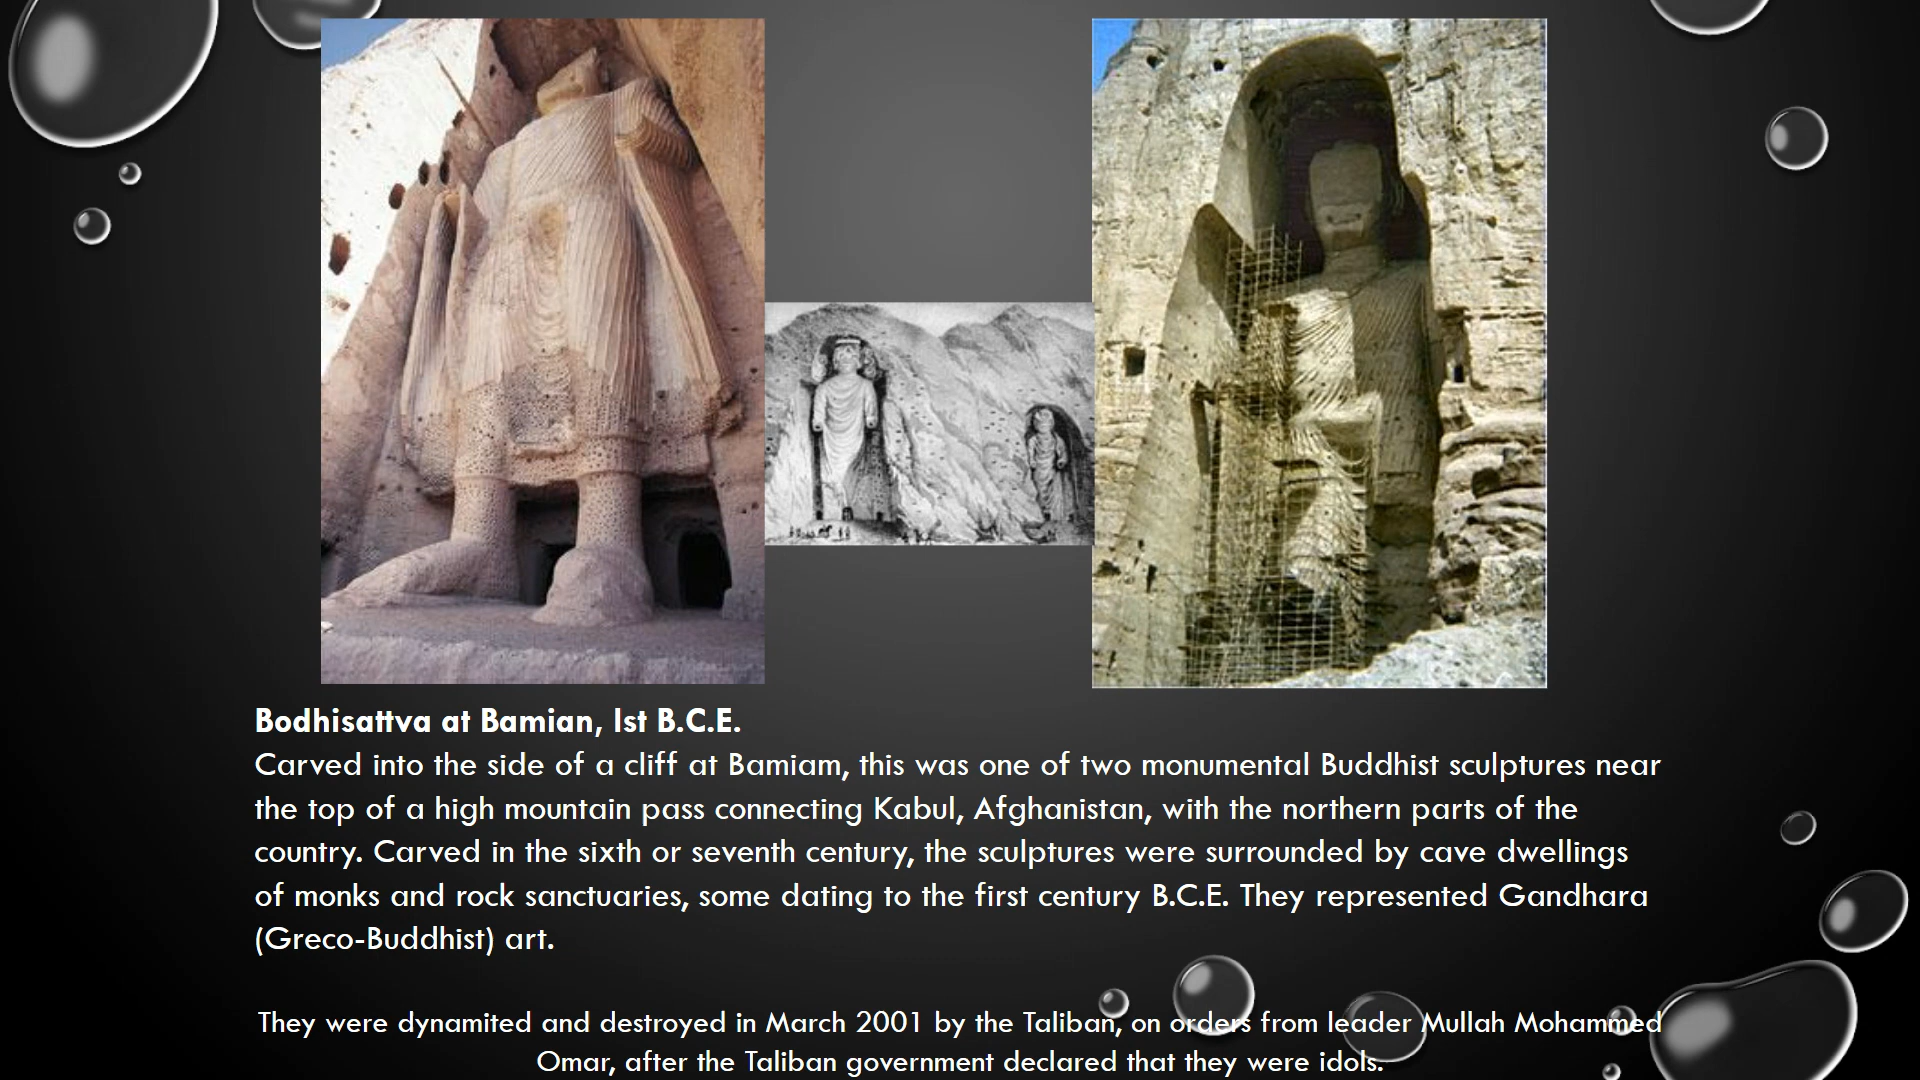 Bodhisattva at Bamian, Ist B.C.E.
Carved into the side of a cliff at Bamiam, this was one of two monumental Buddhist sculptures near
the top of a high mountain pass connecting Kabul, Afghanistan, with the northern parts of the
country. Carved in the sixth or seventh century, the sculptures were surrounded by cave dwellings
of monks and rock sanctuaries, some dating to the first century B.C.E. They represented Gandhara
(Greco-Buddhist) art.
They were dynamited and destroyed in March 2001 by the Taliban, on orders from leader Mullah Mohammed
Omar, after the Taliban government declared that they were idols.